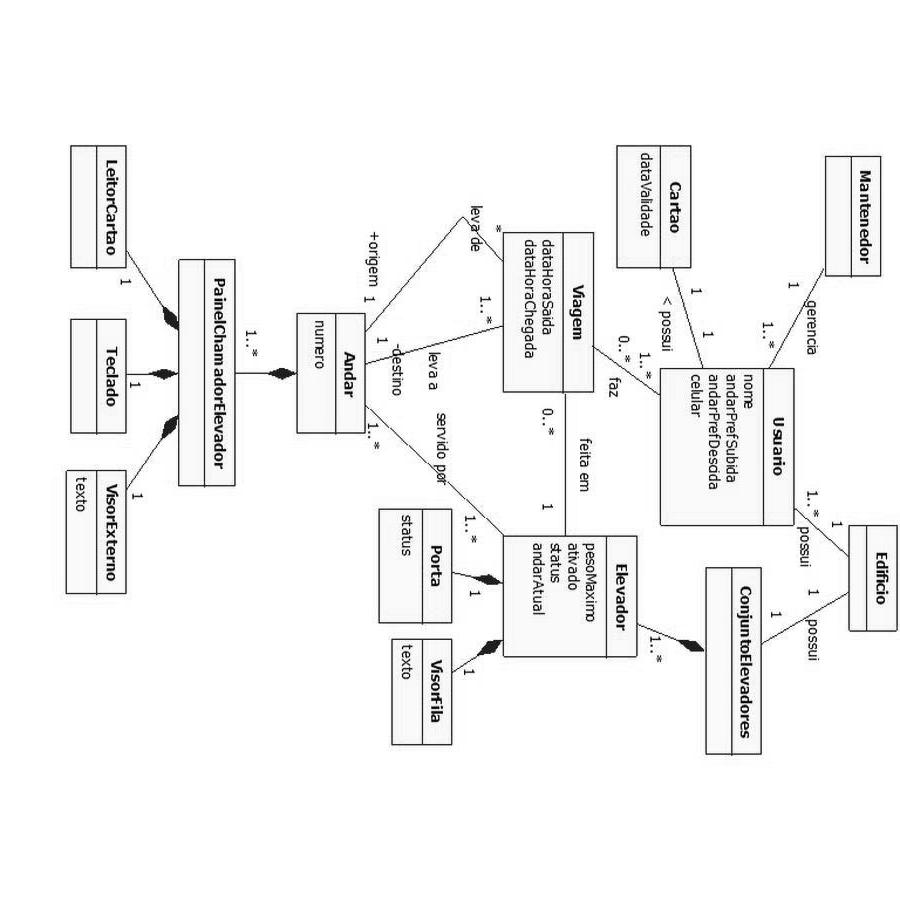 Mantenedor
1
gerencia
1..*
Cartao
dataValidade
1
< possui
1
Usuario
nome
andarPrefSubida
andarPrefDescida
celular
1..*
1
possui
Edificio
1
possui
1
ConjuntoElevadores
1..*
faz
0..*
Viagem
dataHoraSaida
dataHoraChegada
0..*
feita em
1
Elevador
pesoMaximo
ativado
status
andarAtual
1..*
*
leva de
+origem
1
1..*
leva a
-destino
1
servido por
1..*
1..*
Porta
status
1
VisorFila
texto
1
Andar
numero
1..*
PainelChamadorElevador
LeitorCartao
1
Teclado
1
VisorExterno
texto
1